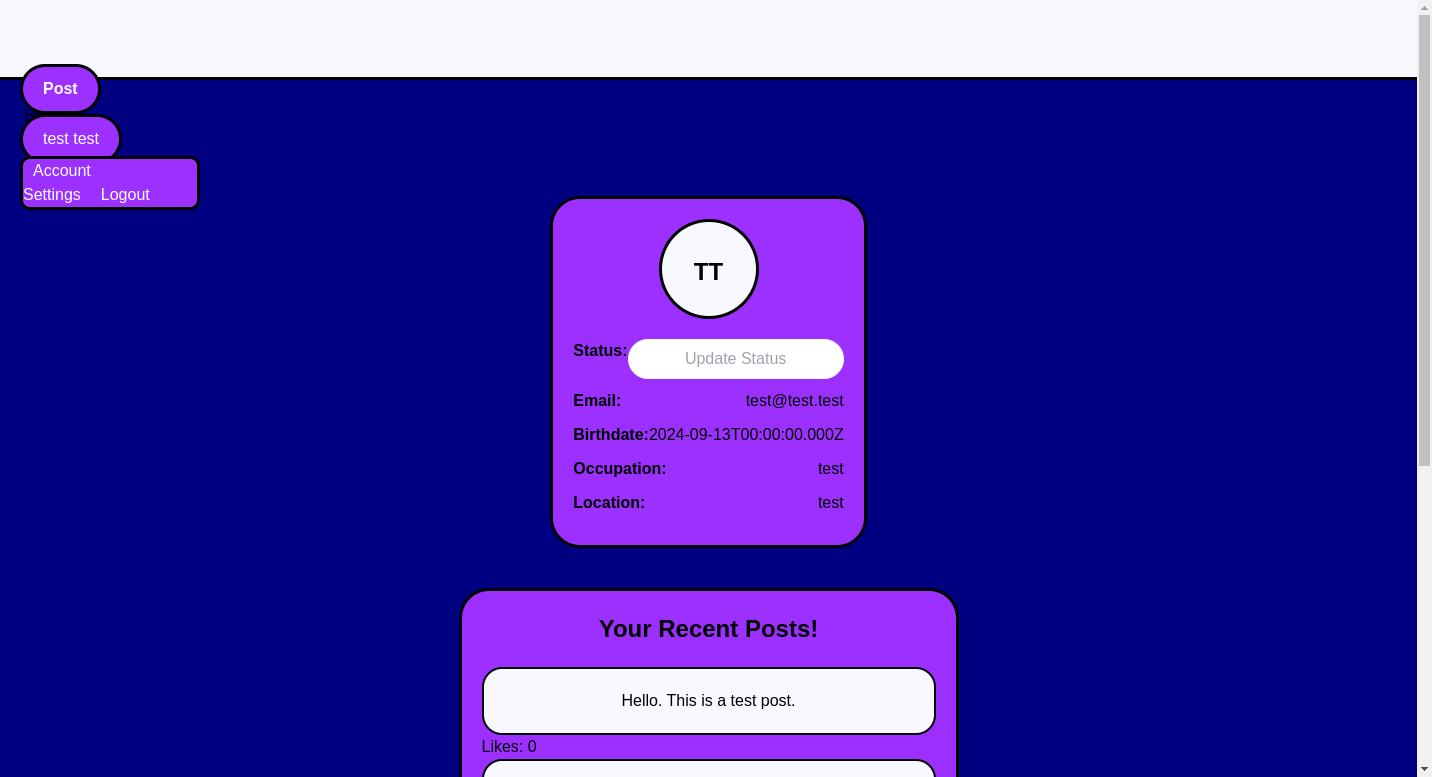 Post
test test
Account
Settings Logout
TT
Status: Update Status
Email: test@test.test
Birthdate:2024-09-13T00:00:00.000Z
Occupation: test
Location: test
Your Recent Posts!
Hello. This is a test post.
Likes: 0